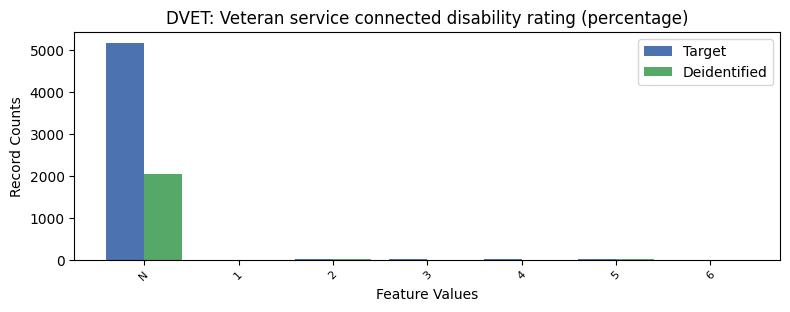 DVET: Veteran service connected disability rating (percentage)
Target
Deidentified
Record Counts
5000
4000
3000
2000
1000
0
N 1 2 3 4 5 6
Feature Values